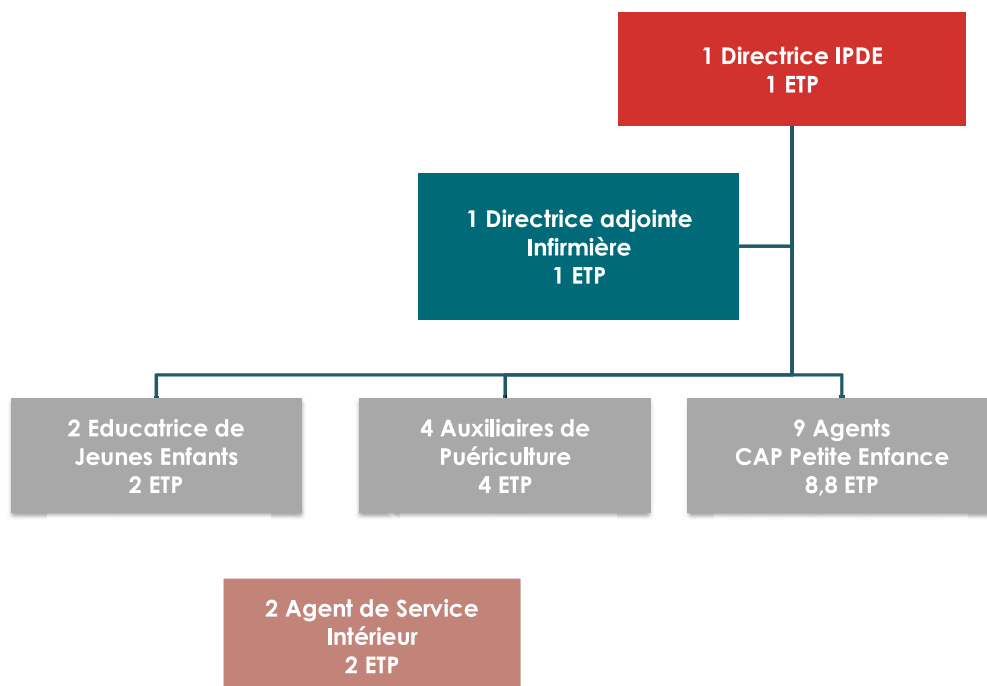 1 Directrice IPDE
1 ETP
1 Directrice adjointe
Infirmière
1 ETP
2 Educatrice de
Jeunes Enfants
2 ETP
4 Auxiliaires de
Puériculture
4 ETP
9 Agents
CAP Petite Enfance
8,8 ETP
2 Agent de Service
Intérieur
2 ETP